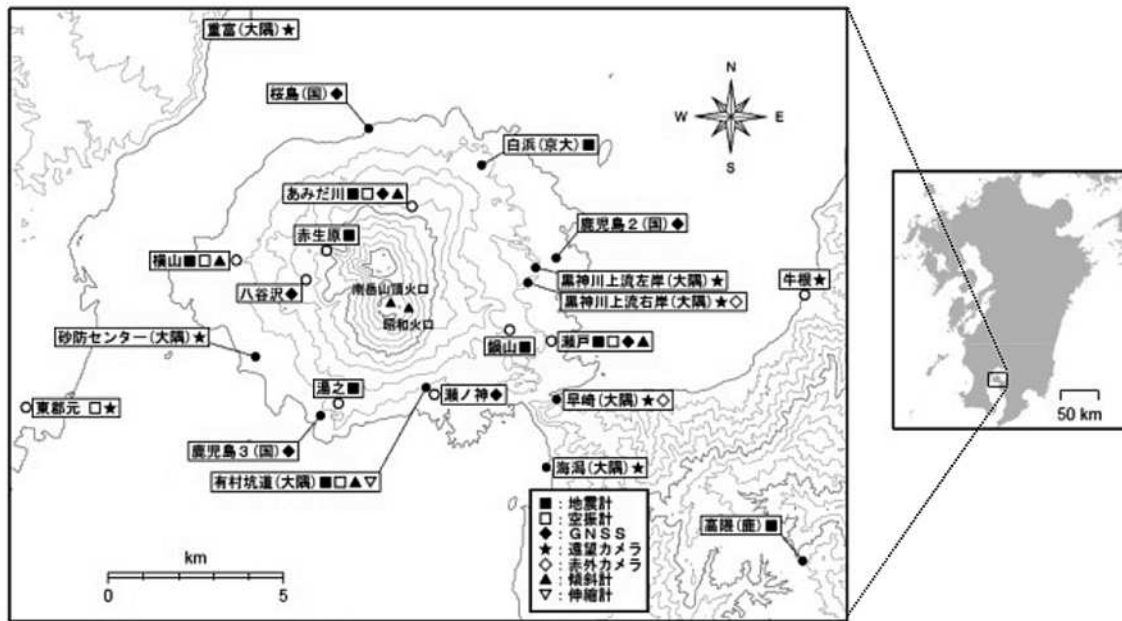 重富(大隅)★
桜島(国)◆
N
W E
S
白浜(京大)■
あみだ川■□◆▲
赤生原■
鹿児島2(国)◆
横山■□▲
黒神川上流左岸(大隅)★
牛根★
八谷沢◆
南岳山頂火口
黒神川上流右岸(大隅)★◇
昭和火口
砂防センター(大隅)★
鍋山■
瀬戸■□◆▲
湯之■
瀬ノ神◆
早崎(大隅)★◇
東郡元 □★
鹿児島3(国)◆
海潟(大隅)★
有村坑道(大隅)■□▲▽
■:地震計
□:空振計
◆:GNSS
★:遠望カメラ
◇:赤外カメラ
▲:傾斜計
▽:伸縮計
高隈(鹿)■
km
0 5
50 km